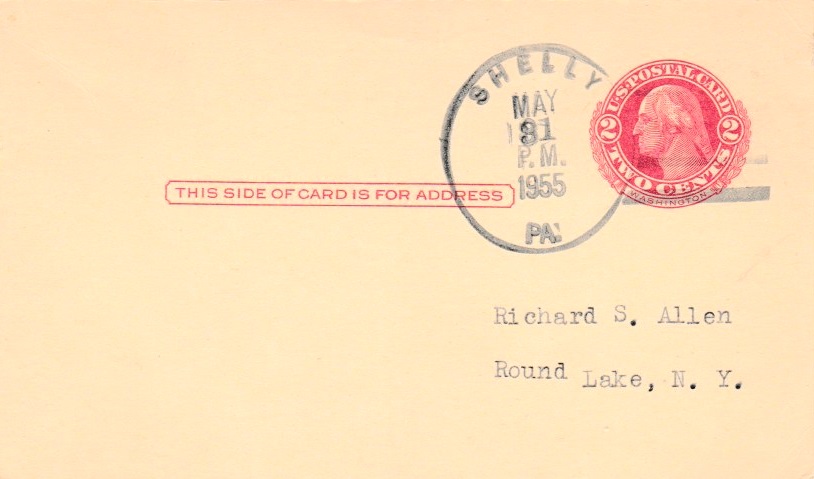 SHELLY
MAY
31
P.M.
1955
PA.
U.S. POSTAL CARD
2 2
TWO CENTS
WASHINGTON
THIS SIDE OF CARD IS FOR ADDRESS
Richard S. Allen
Round Lake, N. Y.